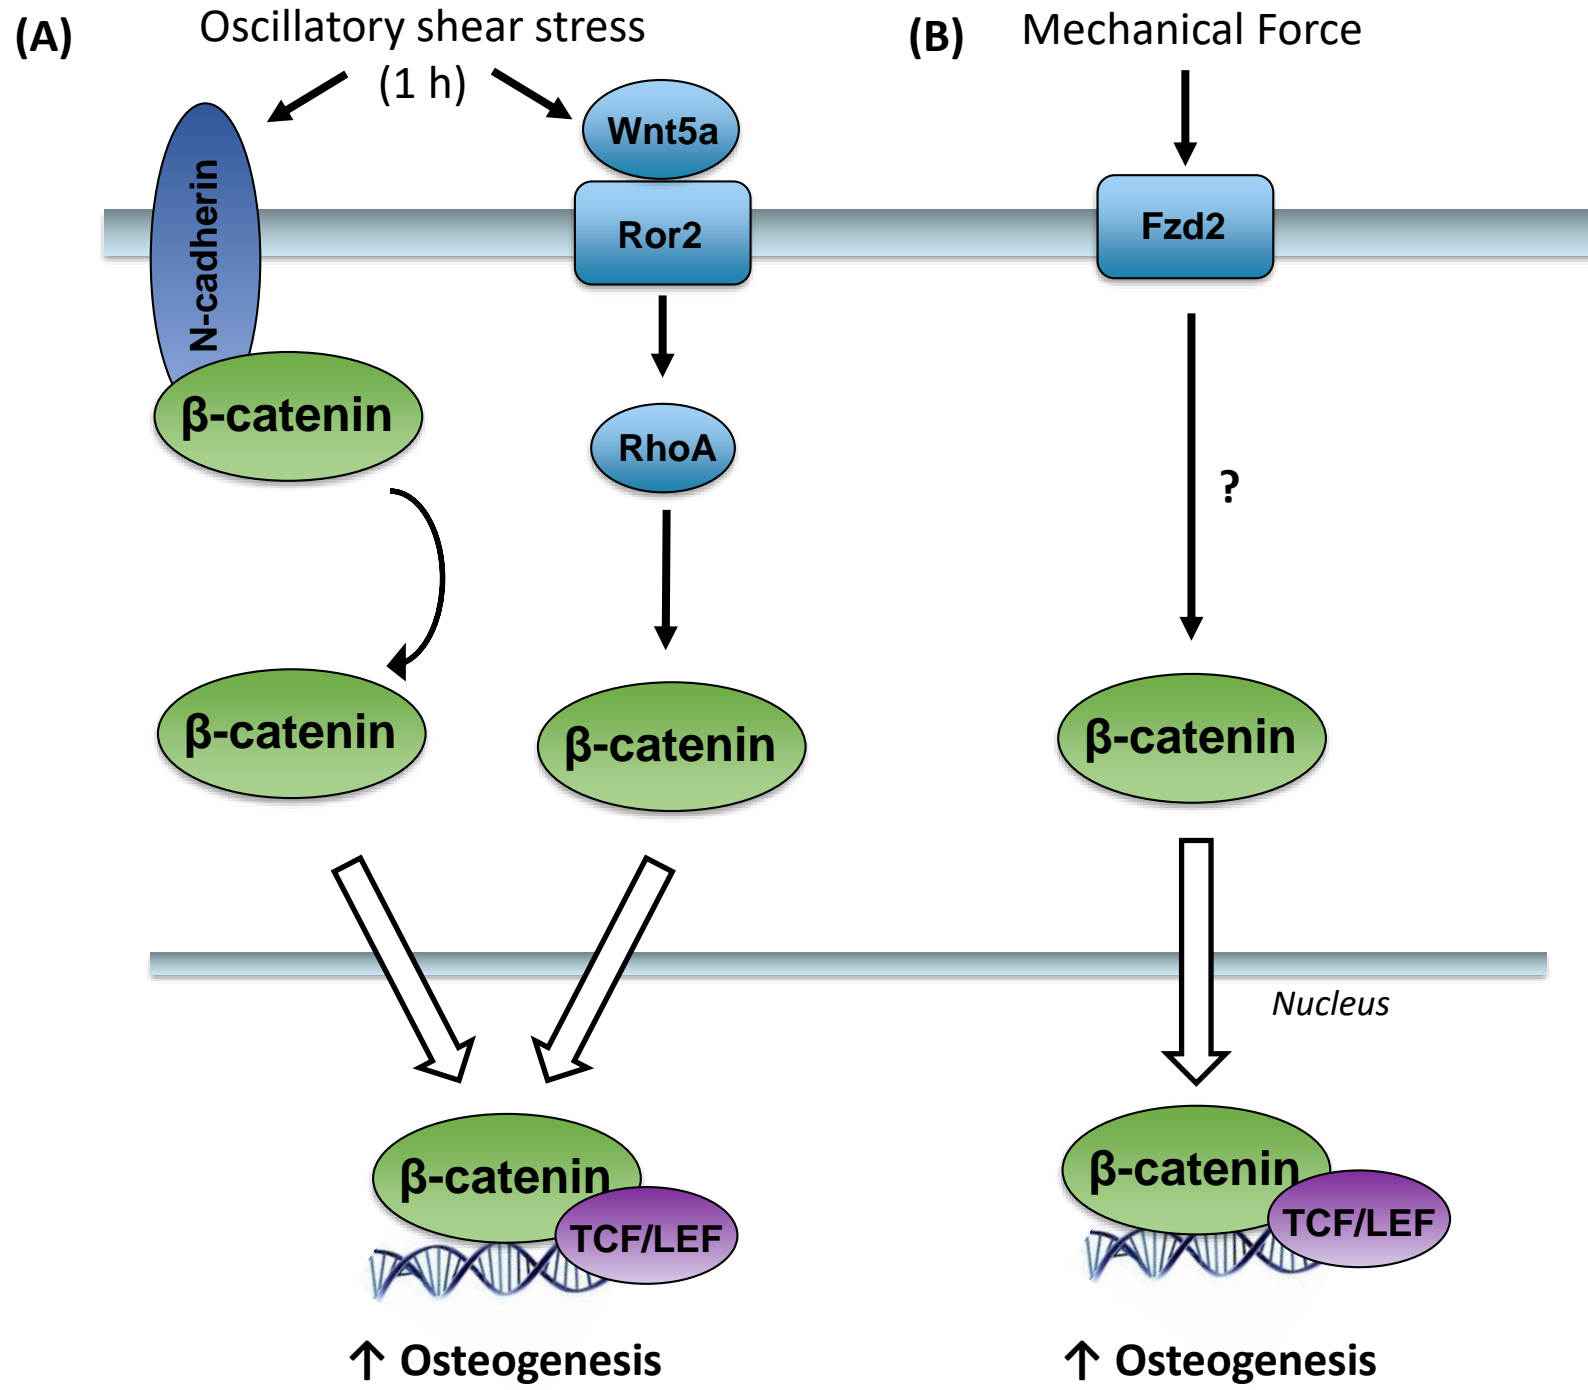 (A)
Oscillatory shear stress
(1 h)
N-cadherin
β-catenin
β-catenin
Wnt5a
Ror2
RhoA
β-catenin
β-catenin
TCF/LEF
↑ Osteogenesis
(B)
Mechanical Force
Fzd2
?
β-catenin
Nucleus
β-catenin
TCF/LEF
↑ Osteogenesis